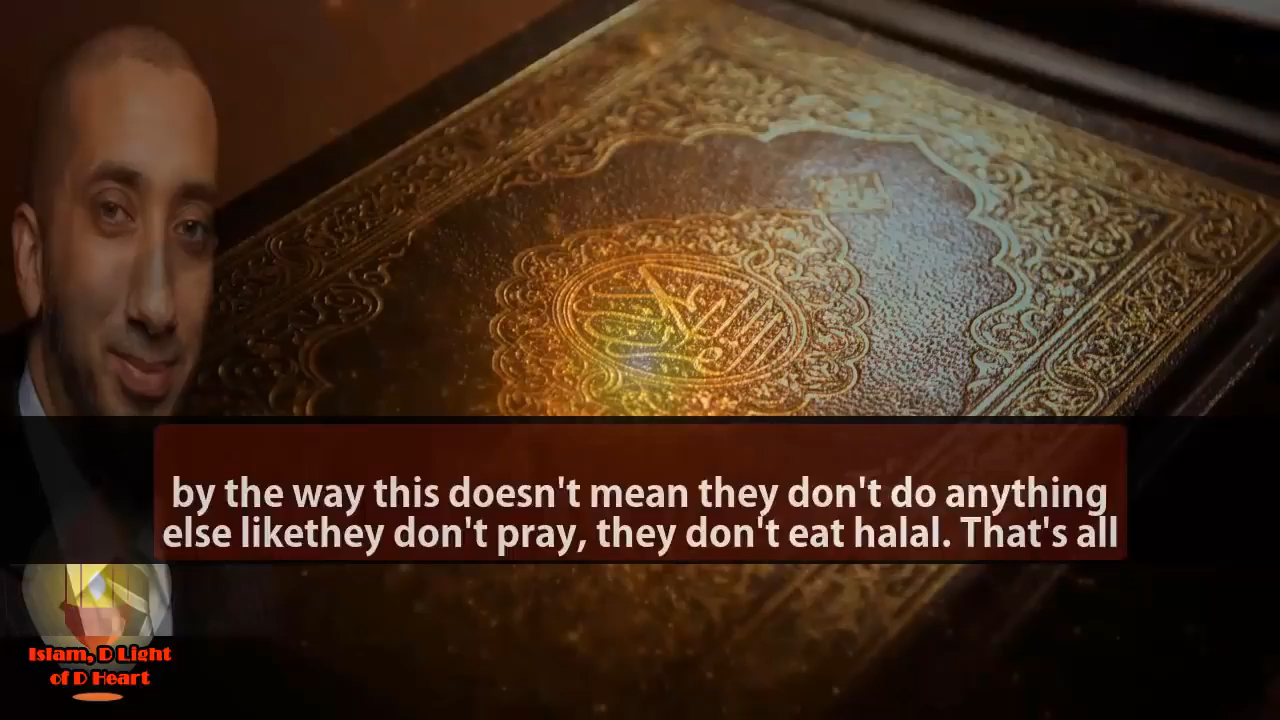 by the way this doesn't mean they don't do anything
else likethey don't pray, they don't eat halal. That's all
Islam, D Light
of D Heart